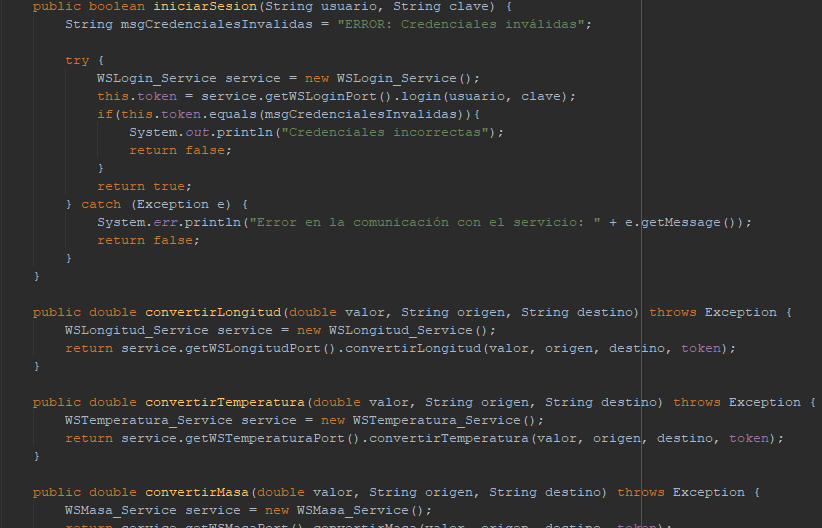 public boolean iniciarSesion(String usuario, String clave) {
String msgCredencialesInvalidas = "ERROR: Credenciales inválidas";
try {
WSLogin_Service service = new WSLogin_Service();
this.token = service.getWSLoginPort().login(usuario, clave);
if(this.token.equals(msgCredencialesInvalidas)){
System.out.println("Credenciales incorrectas");
return false;
}
return true;
} catch (Exception e) {
System.err.println("Error en la comunicación con el servicio: " + e.getMessage());
return false;
}
}
public double convertirLongitud(double valor, String origen, String destino) throws Exception {
WSLongitud_Service service = new WSLongitud_Service();
return service.getWSLongitudPort().convertirLongitud(valor, origen, destino, token);
}
public double convertirTemperatura(double valor, String origen, String destino) throws Exception {
WSTemperatura_Service service = new WSTemperatura_Service();
return service.getWSTemperaturaPort().convertirTemperatura(valor, origen, destino, token);
}
public double convertirMasa(double valor, String origen, String destino) throws Exception {
WSMasa_Service service = new WSMasa_Service();
return service.getWSMasaPort().convertirMasa(valor, origen, destino, token);